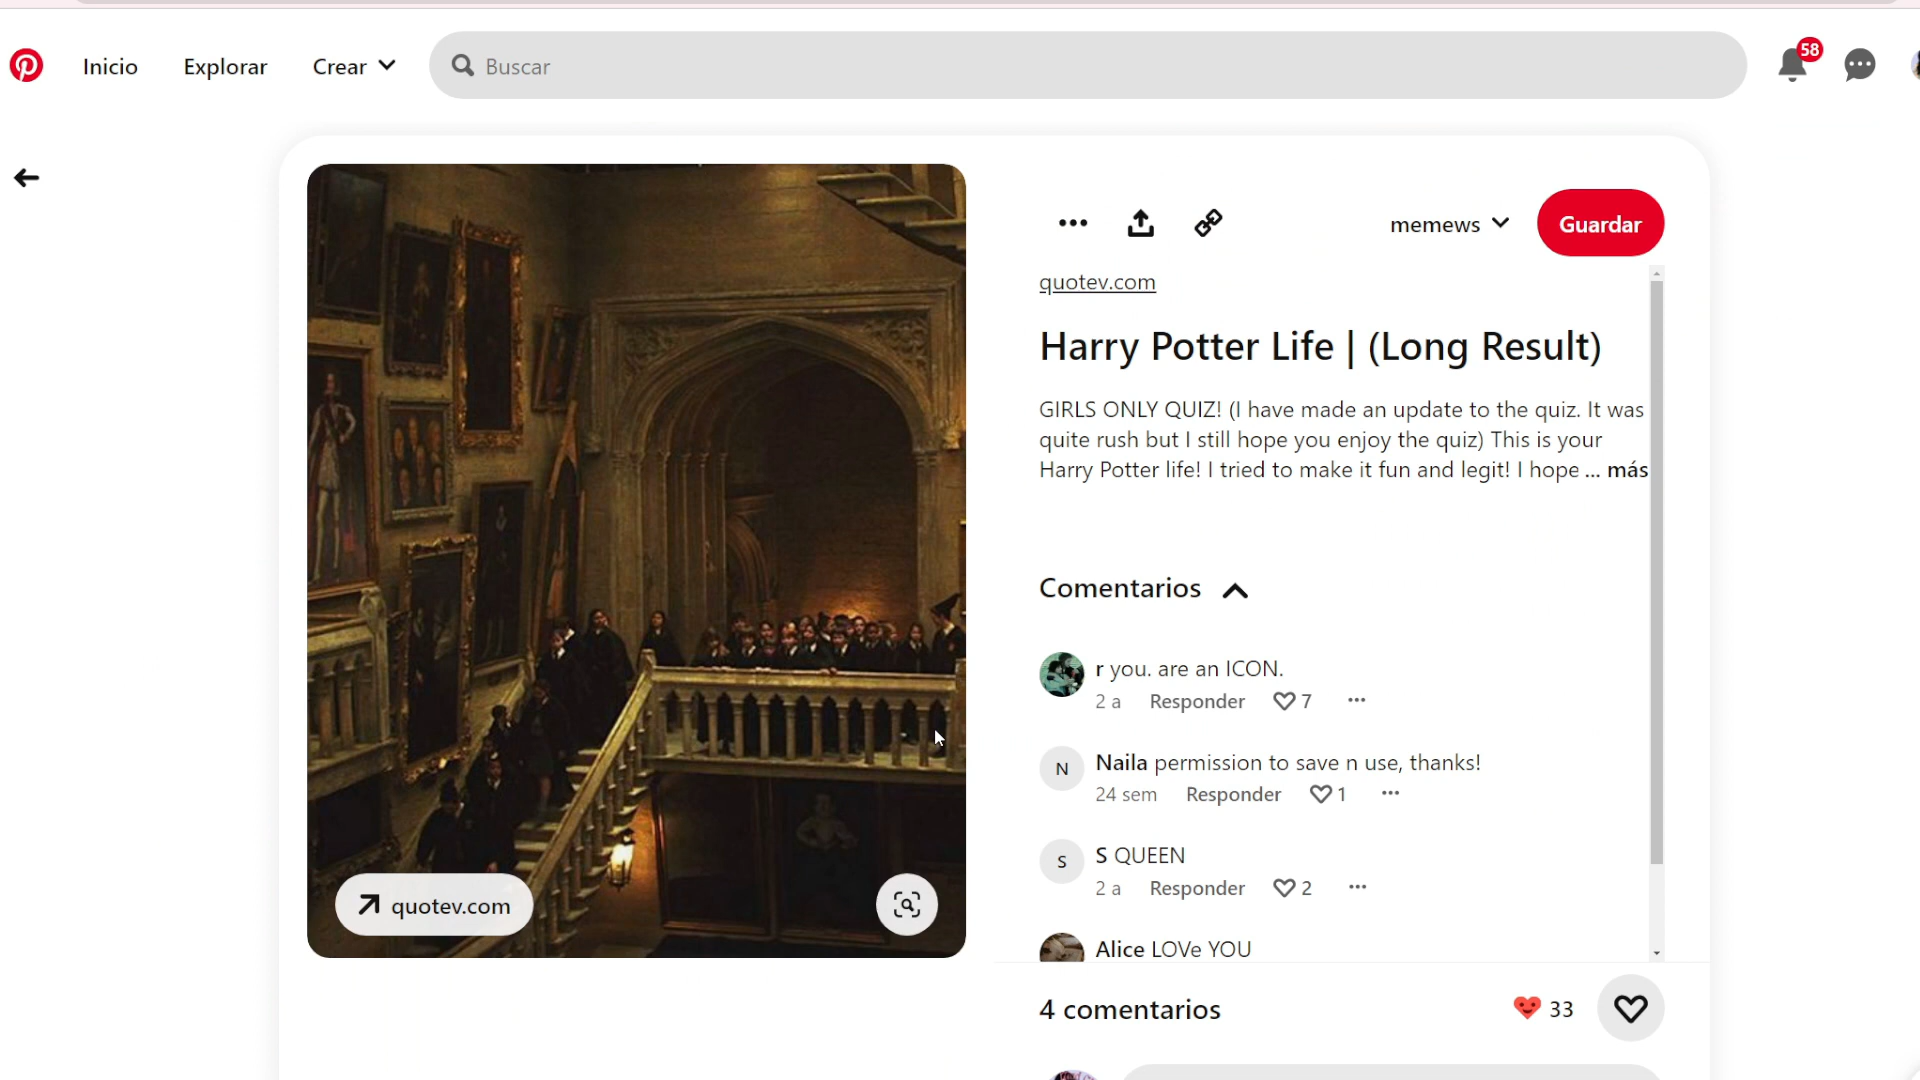 Inicio Explorar Crear Buscar 58
memews Guardar
quotev.com
Harry Potter Life | (Long Result)
GIRLS ONLY QUIZ! (I have made an update to the quiz. It was
quite rush but I still hope you enjoy the quiz) This is your
Harry Potter life! I tried to make it fun and legit! I hope ... más
Comentarios
r you. are an ICON.
2 a Responder 7
N Naila permission to save n use, thanks!
24 sem Responder 1
S S QUEEN
2 a Responder 2
Alice LOVe YOU
quotev.com
4 comentarios 33